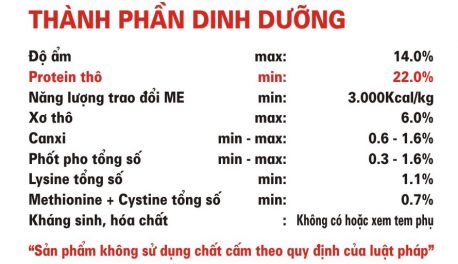 THÀNH PHẦN DINH DƯỠNG
Độ ẩm max: 14.0%
Protein thô min: 22.0%
Năng lượng trao đổi ME min: 3.000Kcal/kg
Xơ thô max: 6.0%
Canxi min - max: 0.6 - 1.6%
Phốt pho tổng số min - max: 0.3 - 1.6%
Lysine tổng số min: 1.1%
Methionine + Cystine tổng số min: 0.7%
Kháng sinh, hóa chất : Không có hoặc xem tem phụ
“Sản phẩm không sử dụng chất cấm theo quy định của luật pháp”